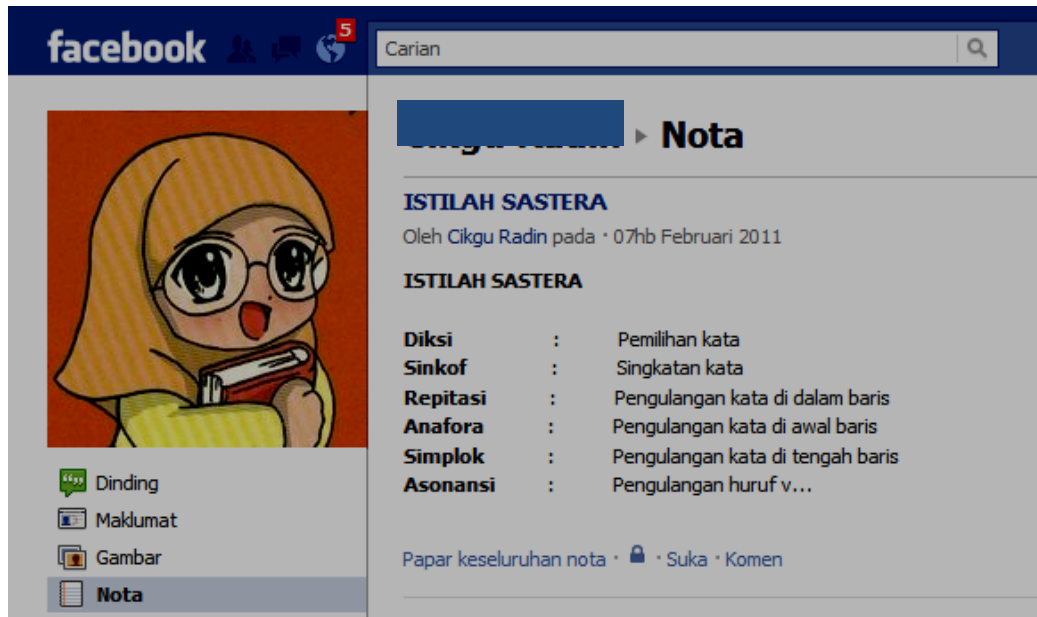 facebook
5
Carian
Nota
ISTILAH SASTERA
Oleh Cikgu Radin pada · 07hb Februari 2011
ISTILAH SASTERA
Diksi : Pemilihan kata
Sinkof : Singkatan kata
Repitasi : Pengulangan kata di dalam baris
Anafora : Pengulangan kata di awal baris
Simplok : Pengulangan kata di tengah baris
Asonansi : Pengulangan huruf v...
Papar keseluruhan nota · · Suka · Komen
Dinding
Maklumat
Gambar
Nota